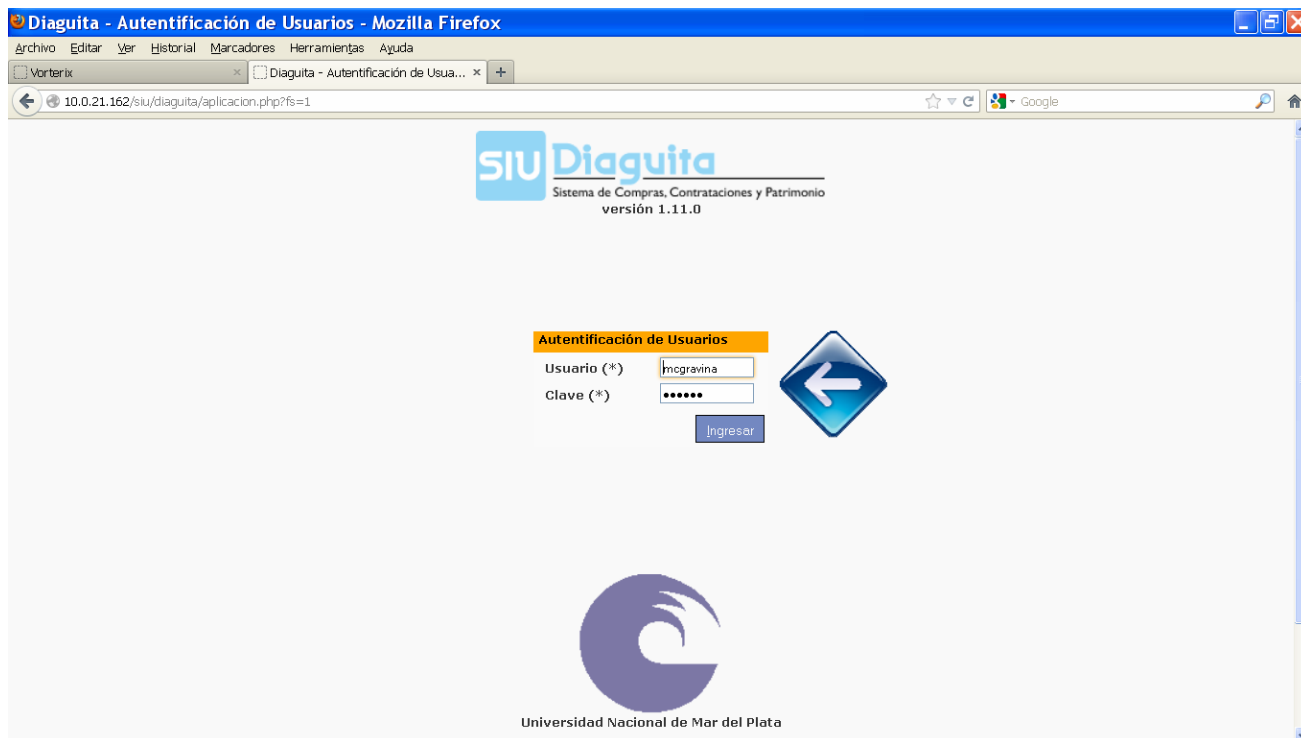 Diaguita - Autentificación de Usuarios - Mozilla Firefox
Archivo Editar Ver Historial Marcadores Herramientas Ayuda
Vorterix × Diaguita - Autentificación de Usua... × +
10.0.21.162/siu/diaguita/aplicacion.php?fs=1 Google
SIU Diaguita
Sistema de Compras, Contrataciones y Patrimonio
versión 1.11.0
Autentificación de Usuarios
Usuario (*) mcgravina
Clave (*) ••••••
Ingresar
Universidad Nacional de Mar del Plata